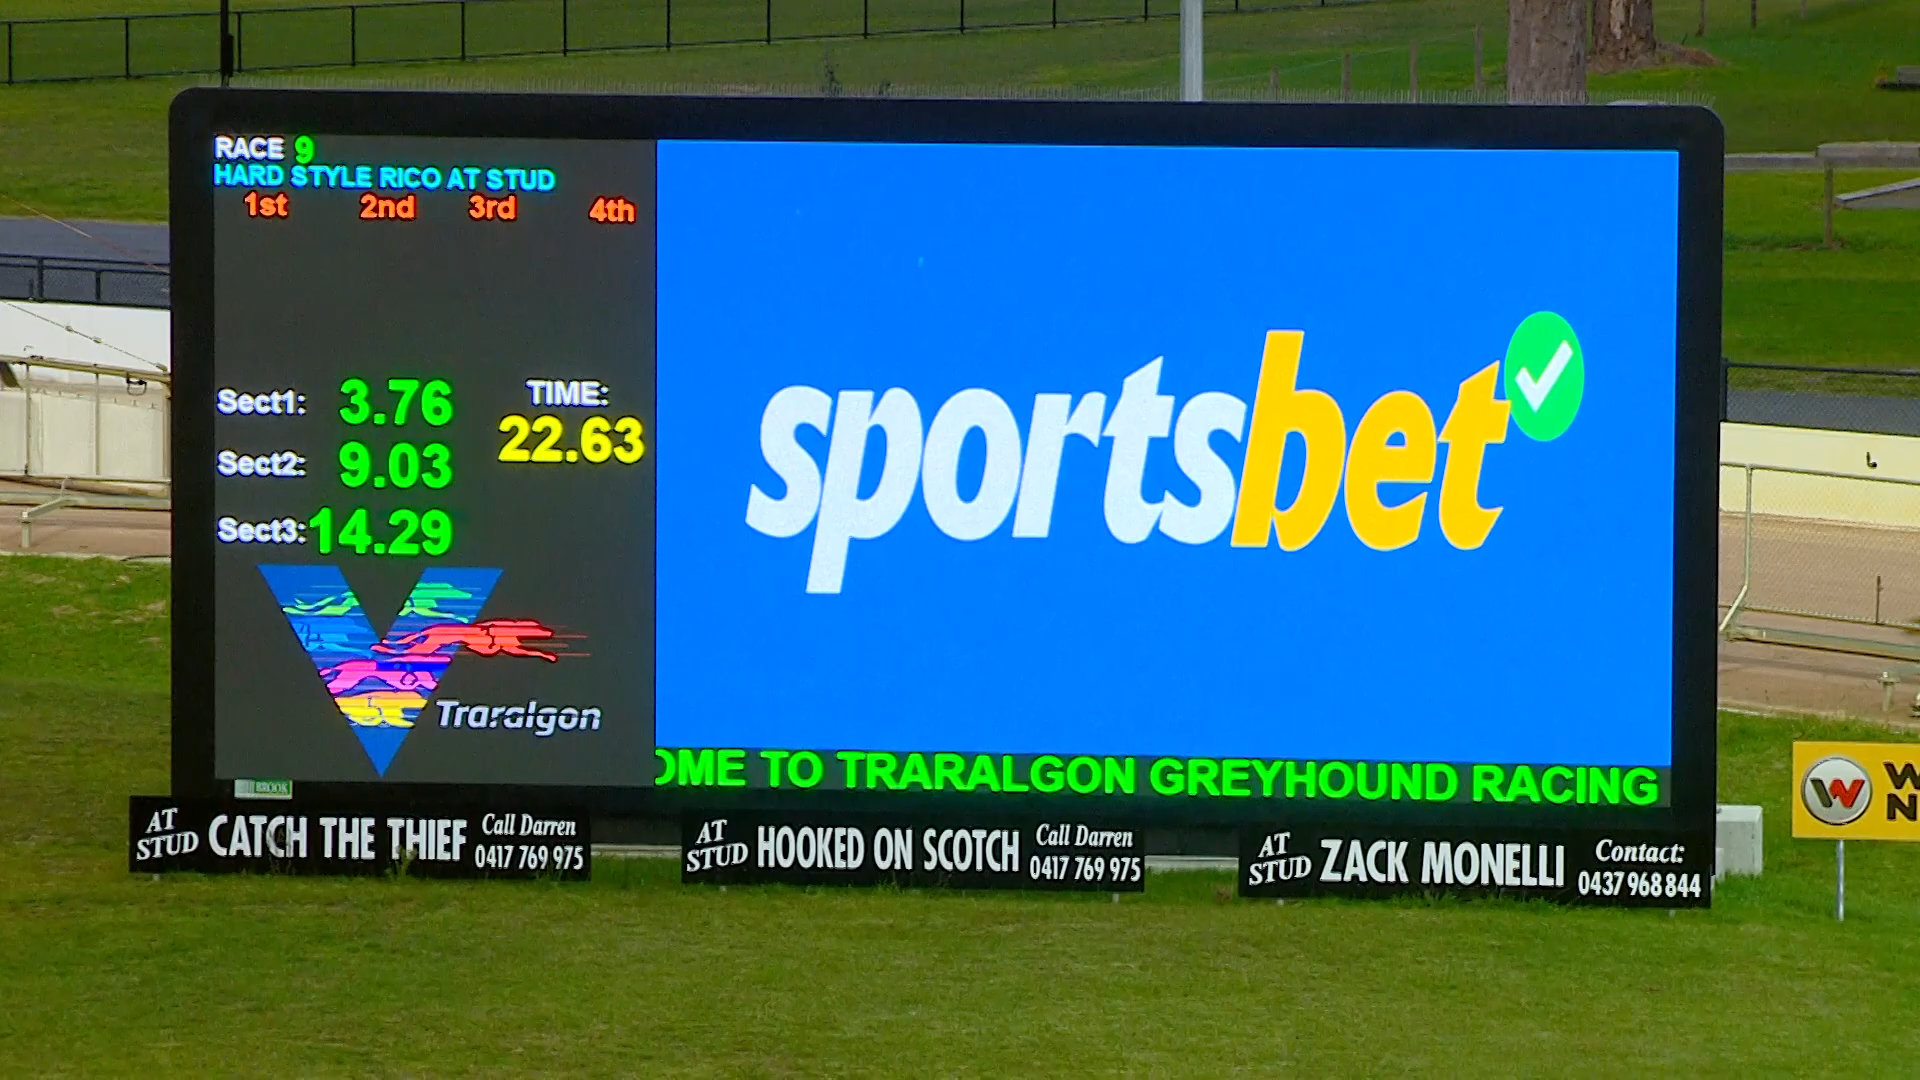 RACE 9
HARD STYLE RICO AT STUD
1st 2nd 3rd 4th
Sect1: 3.76
TIME:
22.63
Sect2: 9.03
Sect3: 14.29
Traralgon
sportsbet
OME TO TRARALGON GREYHOUND RACING
BROOK
AT STUD CATCH THE THIEF Call Darren 0417 769 975
AT STUD HOOKED ON SCOTCH Call Darren 0417 769 975
AT STUD ZACK MONELLI Contact: 0437 968 844
W
W
N